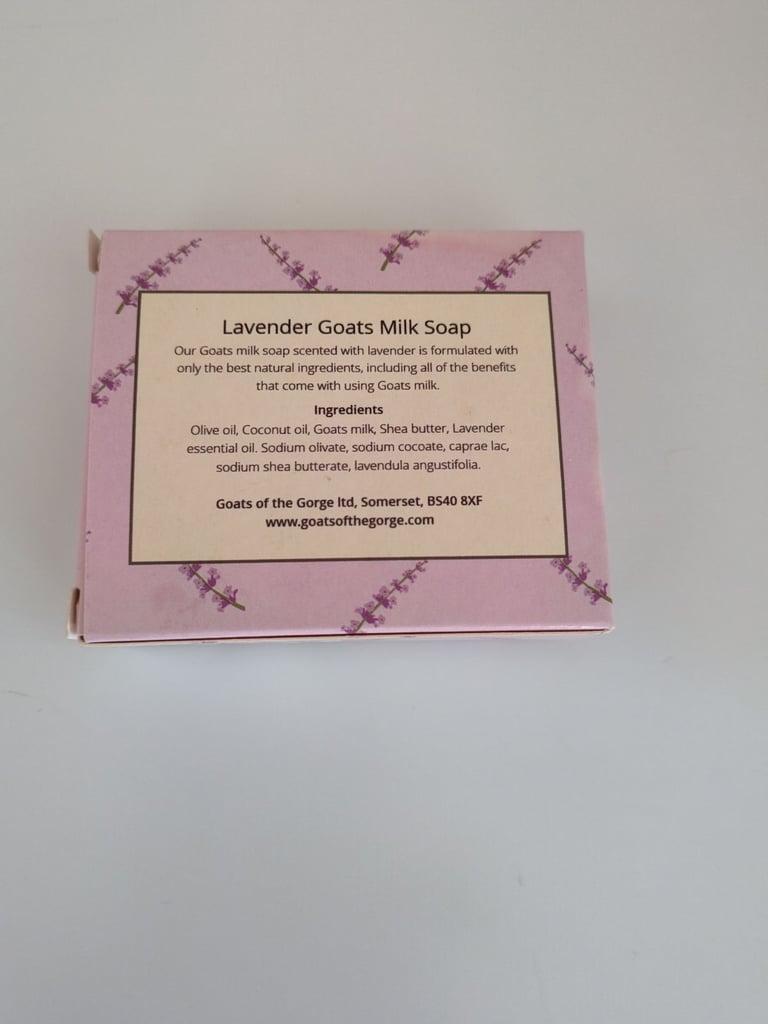 Lavender Goats Milk Soap
Our Goats milk soap scented with lavender is formulated with
only the best natural ingredients, including all of the benefits
that come with using Goats milk.
Ingredients
Olive oil, Coconut oil, Goats milk, Shea butter, Lavender
essential oil. Sodium olivate, sodium cocoate, caprae lac,
sodium shea butterate, lavendula angustifolia.
Goats of the Gorge ltd, Somerset, BS40 8XF
www.goatsofthegorge.com